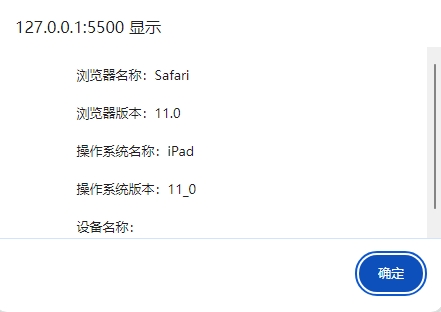 127.0.0.1:5500 显示
浏览器名称：Safari
浏览器版本：11.0
操作系统名称：iPad
操作系统版本：11_0
设备名称：
确定